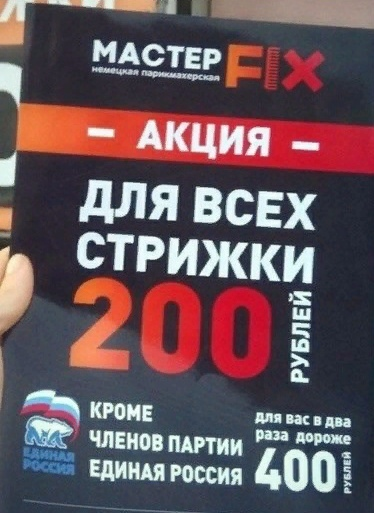 МАСТЕР FIX
немецкая парикмахерская
– АКЦИЯ –
ДЛЯ ВСЕХ
СТРИЖКИ
200 РУБЛЕЙ
ЕДИНАЯ
РОССИЯ
КРОМЕ
ЧЛЕНОВ ПАРТИИ
ЕДИНАЯ РОССИЯ
для вас в два
раза дороже
400 РУБЛЕЙ